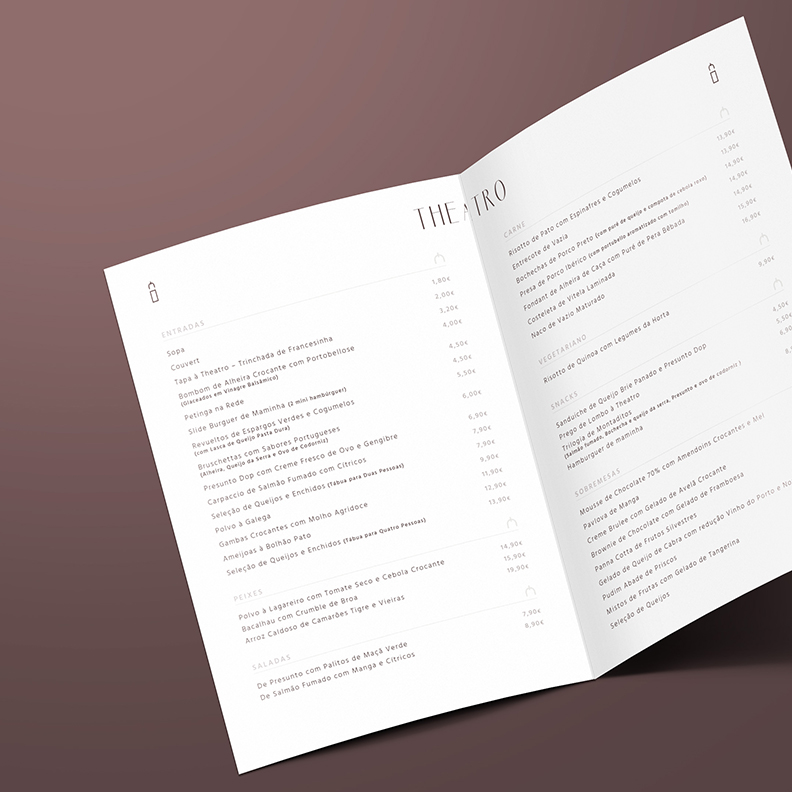 THEATRO
ENTRADAS
Sopa 1,80€
Couvert 2,00€
Tapa à Theatro – Trinchada de Francesinha 3,20€
Bombom de Alheira Crocante com Portobellose 4,00€
(Glaceados em Vinagre Balsâmico)
Petinga na Rede 4,50€
Slide Burguer de Maminha (2 mini hambúrguer) 4,50€
Revueltos de Espargos Verdes e Cogumelos 5,50€
(com Lasca de Queijo Pasta Dura)
Bruschettas com Sabores Portugueses 6,00€
(Alheira, Queijo da Serra e Ovo de Codorniz)
Presunto Dop com Creme Fresco de Ovo e Gengibre 6,90€
Carpaccio de Salmão Fumado com Cítricos 7,90€
Seleção de Queijos e Enchidos (Tábua para Duas Pessoas) 7,90€
Polvo à Galega 9,90€
Gambas Crocantes com Molho Agridoce 11,90€
Ameijoas à Bolhão Pato 12,90€
Seleção de Queijos e Enchidos (Tábua para Quatro Pessoas) 13,90€
PEIXES
Polvo à Lagareiro com Tomate Seco e Cebola Crocante 14,90€
Bacalhau com Crumble de Broa 15,90€
Arroz Caldoso de Camarões Tigre e Vieiras 19,90€
SALADAS
De Presunto com Palitos de Maçã Verde 7,90€
De Salmão Fumado com Manga e Cítricos 8,90€
CARNE
Risotto de Pato com Espinafres e Cogumelos 13,90€
Entrecote de Vazia 13,90€
Bochechas de Porco Preto (com puré de queijo e compota de cebola roxa) 14,90€
Presa de Porco Ibérico (com portobello aromatizado com tomilho) 14,90€
Fondant de Alheira de Caça com Puré de Pera Bêbada 14,90€
Costeleta de Vitela Laminada 15,90€
Naco de Vazio Maturado 16,90€
VEGETARIANO
Risotto de Quinoa com Legumes da Horta 9,90€
SNACKS
Sanduiche de Queijo Brie Panado e Presunto Dop 4,50€
Prego de Lombo à Theatro 5,50€
Trilogia de Montaditos 6,90
(Salmão fumado, Bochecha e queijo da serra, Presunto e ovo de codorniz )
Hambúrguer de maminha
SOBREMESAS
Mousse de Chocolate 70% com Amendoins Crocantes e Mel
Pavlova de Manga
Creme Brulee com Gelado de Avelã Crocante
Brownie de Chocolate com Gelado de Framboesa
Panna Cotta de Frutos Silvestres
Gelado de Queijo de Cabra com redução Vinho do Porto e No
Pudim Abade de Priscos
Mistos de Frutas com Gelado de Tangerina
Seleção de Queijos